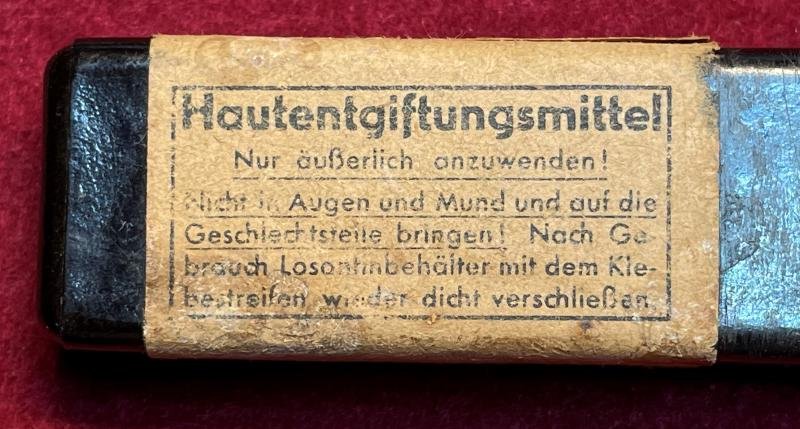 Hautentgiftungsmittel
Nur äußerlich anzuwenden!
Nicht in Augen und Mund und auf die
Geschlechtsteile bringen! Nach Ge-
brauch Losantinbehälter mit dem Kle-
bestreifen wieder dicht verschließen.